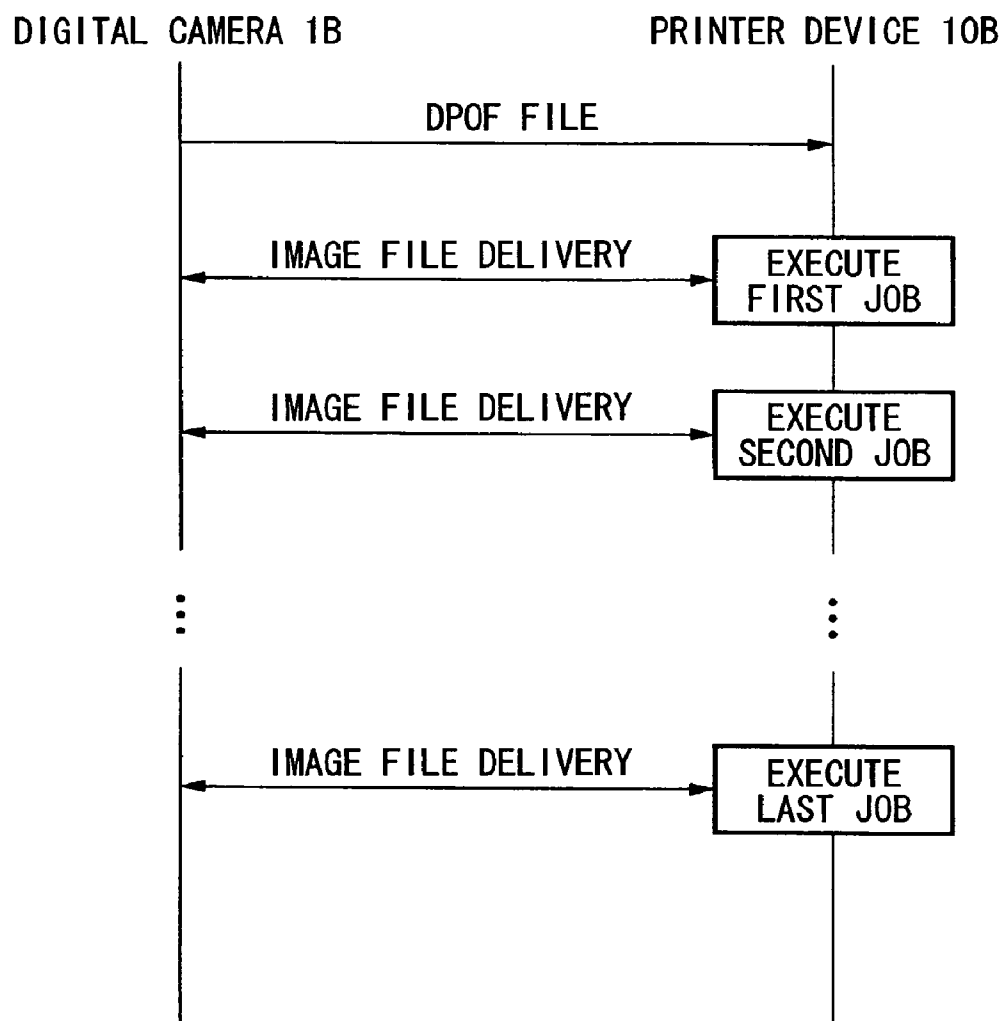 DIGITAL CAMERA 1B
PRINTER DEVICE 10B
DPOF FILE
IMAGE FILE DELIVERY
EXECUTE
FIRST JOB
IMAGE FILE DELIVERY
EXECUTE
SECOND JOB
IMAGE FILE DELIVERY
EXECUTE
LAST JOB